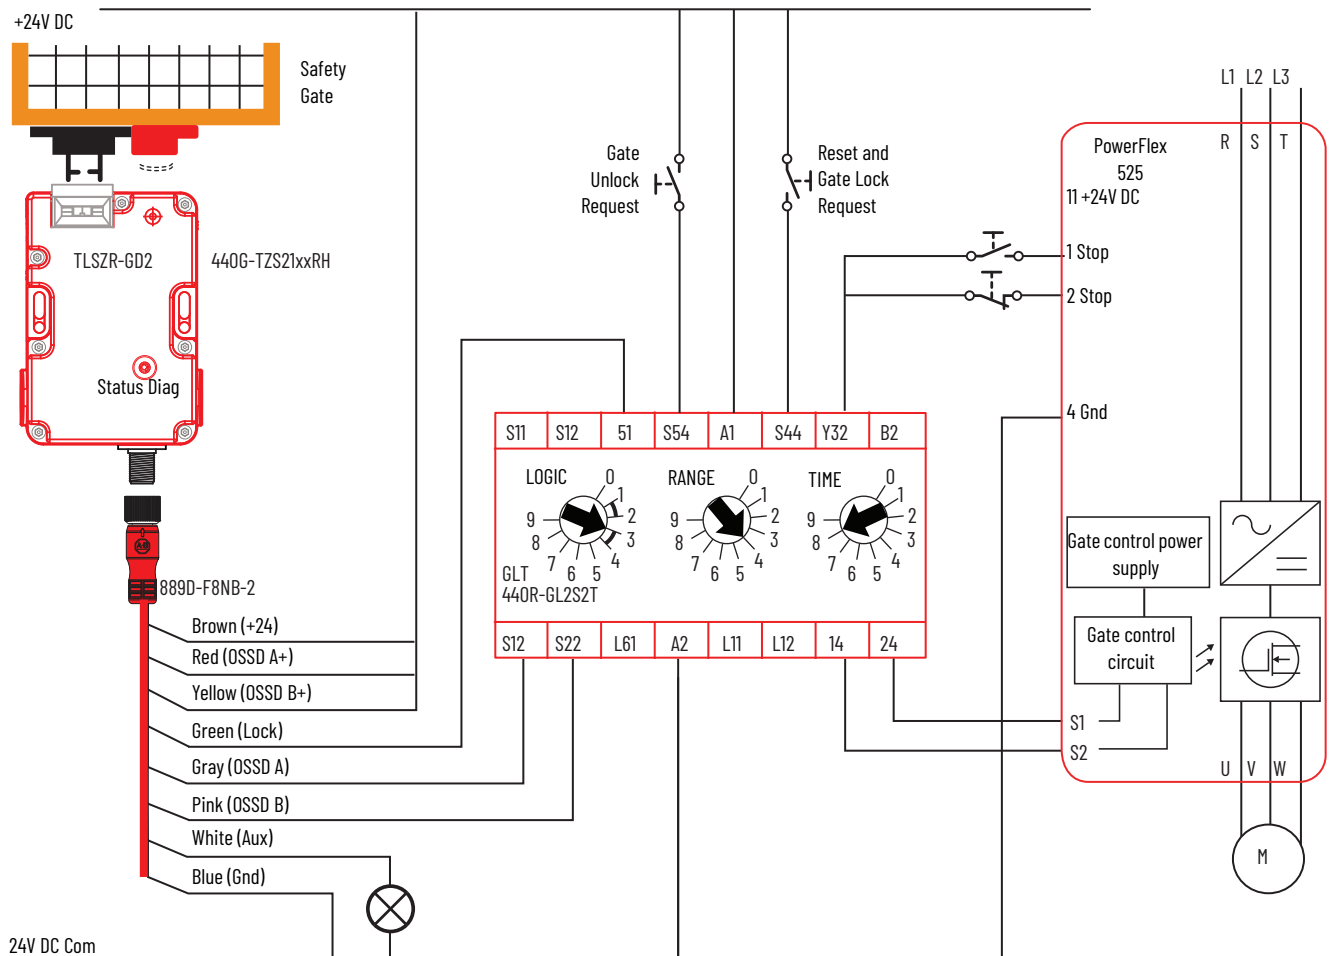 +24V DC
Safety
Gate
TLSZR-GD2
440G-TZS21xxRH
Status Diag
AB
889D-F8NB-2
Brown (+24)
Red (OSSD A+)
Yellow (OSSD B+)
Green (Lock)
Gray (OSSD A)
Pink (OSSD B)
White (Aux)
Blue (Gnd)
24V DC Com
Gate
Unlock
Request
Reset and
Gate Lock
Request
S11 S12 51 S54 A1 S44 Y32 B2
LOGIC
0 1 2 3 4 5 6 7 8 9
RANGE
0 1 2 3 4 5 6 7 8 9
TIME
0 1 2 3 4 5 6 7 8 9
GLT
440R-GL2S2T
S12 S22 L61 A2 L11 L12 14 24
L1 L2 L3
R S T
PowerFlex
525
11 +24V DC
1 Stop
2 Stop
4 Gnd
Gate control power
supply
Gate control
circuit
S1
S2
U V W
M